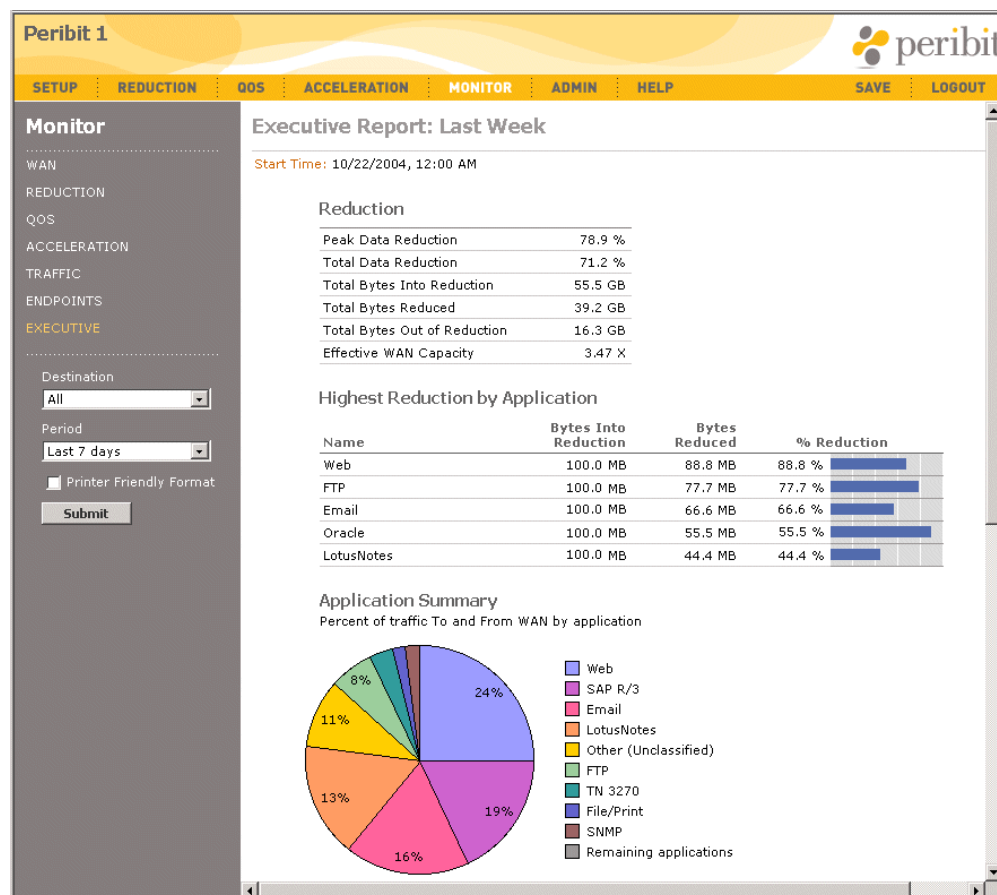 Peribit 1
peribit
SETUP REDUCTION QOS ACCELERATION MONITOR ADMIN HELP SAVE LOGOUT
Monitor
WAN
REDUCTION
QOS
ACCELERATION
TRAFFIC
ENDPOINTS
EXECUTIVE
Destination
All
Period
Last 7 days
Printer Friendly Format
Submit
Executive Report: Last Week
Start Time: 10/22/2004, 12:00 AM
Reduction
Peak Data Reduction 78.9 %
Total Data Reduction 71.2 %
Total Bytes Into Reduction 55.5 GB
Total Bytes Reduced 39.2 GB
Total Bytes Out of Reduction 16.3 GB
Effective WAN Capacity 3.47 X
Highest Reduction by Application
Name Bytes Into Reduction Bytes Reduced % Reduction
Web 100.0 MB 88.8 MB 88.8 %
FTP 100.0 MB 77.7 MB 77.7 %
Email 100.0 MB 66.6 MB 66.6 %
Oracle 100.0 MB 55.5 MB 55.5 %
LotusNotes 100.0 MB 44.4 MB 44.4 %
Application Summary
Percent of traffic To and From WAN by application
24%
19%
16%
13%
11%
8%
Web
SAP R/3
Email
LotusNotes
Other (Unclassified)
FTP
TN 3270
File/Print
SNMP
Remaining applications